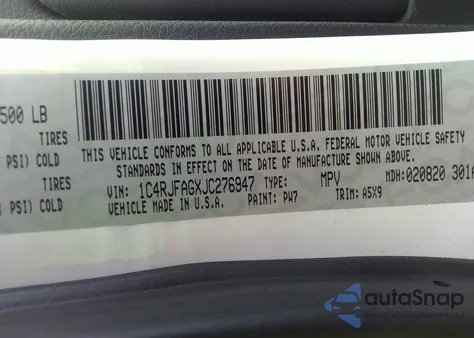 500 LB
TIRES
PSI) COLD
TIRES
PSI) COLD
THIS VEHICLE CONFORMS TO ALL APPLICABLE U.S.A. FEDERAL MOTOR VEHICLE SAFETY
STANDARDS IN EFFECT ON THE DATE OF MANUFACTURE SHOWN ABOVE.
VIN: 1C4RJFAGXJC276947 TYPE: MPV MDH: 020820 301A
VEHICLE MADE IN U.S.A. PAINT: PW7 TRIM: A5X9
autoSnap